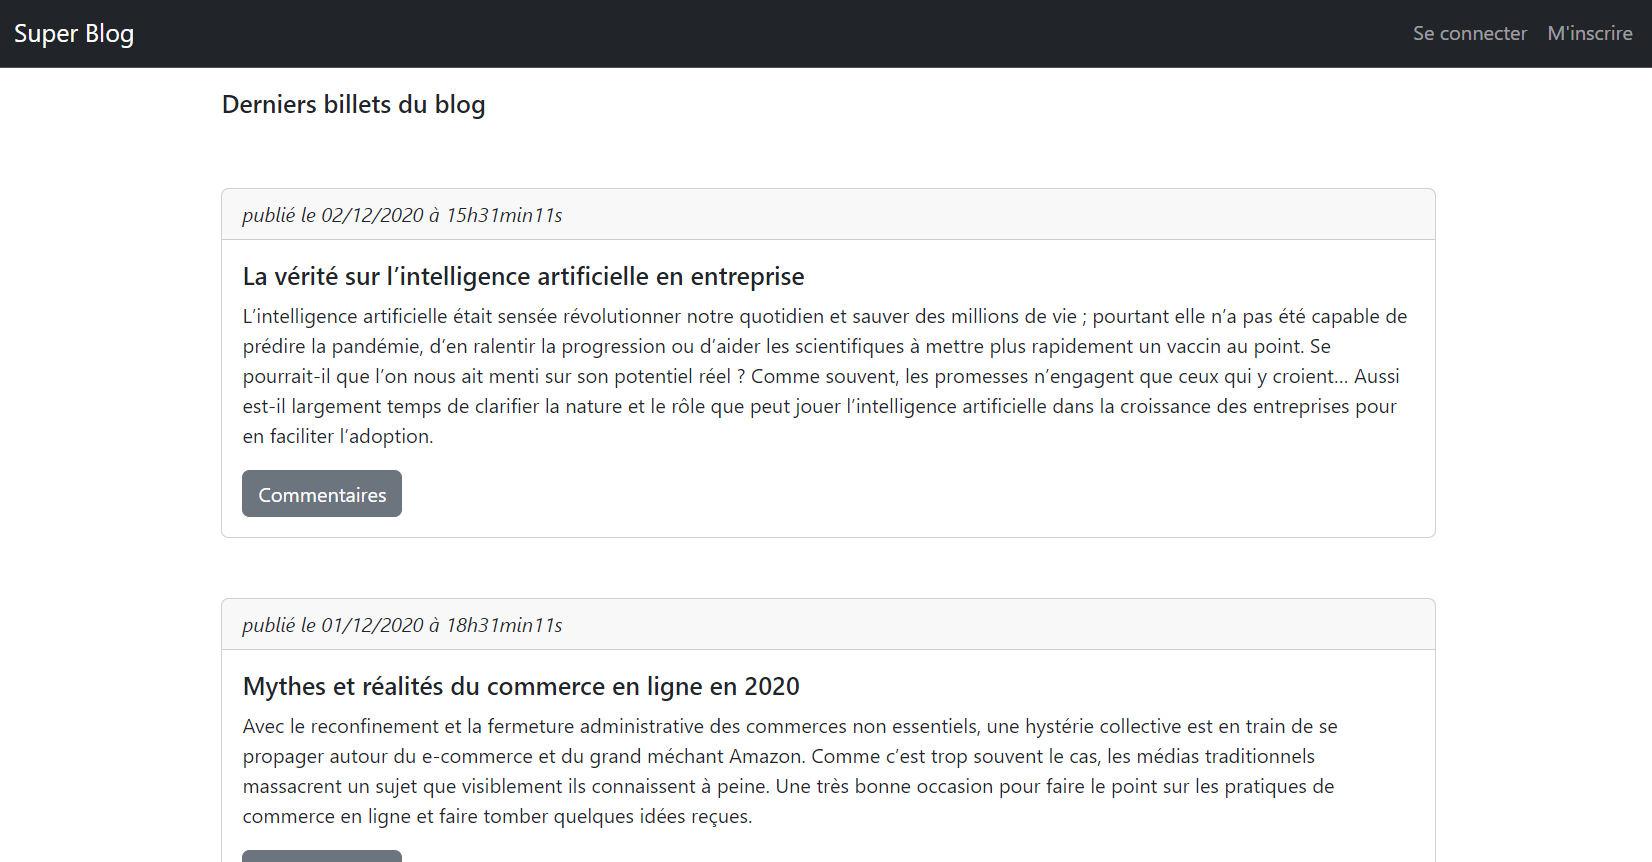 Super Blog
Se connecter
M'inscrire
Derniers billets du blog
publié le 02/12/2020 à 15h31min11s
La vérité sur l’intelligence artificielle en entreprise
L’intelligence artificielle était sensée révolutionner notre quotidien et sauver des millions de vie ; pourtant elle n’a pas été capable de
prédire la pandémie, d’en ralentir la progression ou d’aider les scientifiques à mettre plus rapidement un vaccin au point. Se
pourrait-il que l’on nous ait menti sur son potentiel réel ? Comme souvent, les promesses n’engagent que ceux qui y croient… Aussi
est-il largement temps de clarifier la nature et le rôle que peut jouer l’intelligence artificielle dans la croissance des entreprises pour
en faciliter l’adoption.
Commentaires
publié le 01/12/2020 à 18h31min11s
Mythes et réalités du commerce en ligne en 2020
Avec le reconfinement et la fermeture administrative des commerces non essentiels, une hystérie collective est en train de se
propager autour du e-commerce et du grand méchant Amazon. Comme c’est trop souvent le cas, les médias traditionnels
massacrent un sujet que visiblement ils connaissent à peine. Une très bonne occasion pour faire le point sur les pratiques de
commerce en ligne et faire tomber quelques idées reçues.